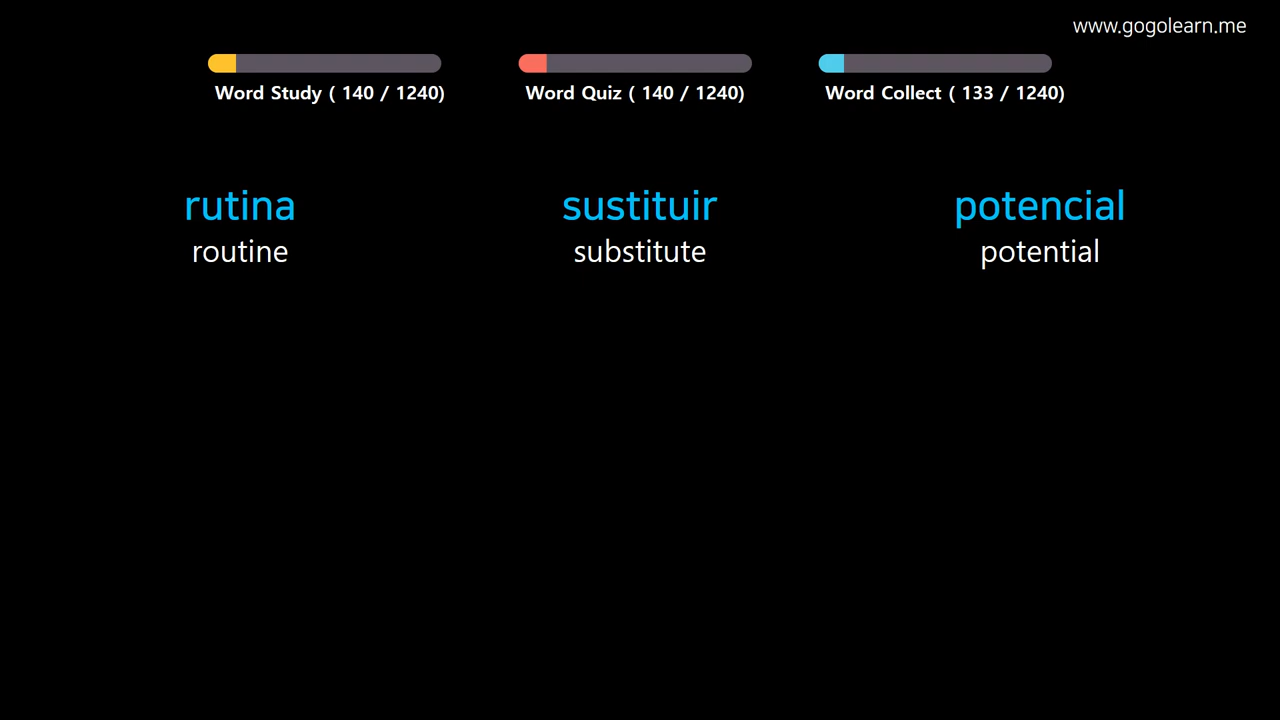 www.gogolearn.me
Word Study ( 140 / 1240)
Word Quiz ( 140 / 1240)
Word Collect ( 133 / 1240)
rutina
routine
sustituir
substitute
potencial
potential